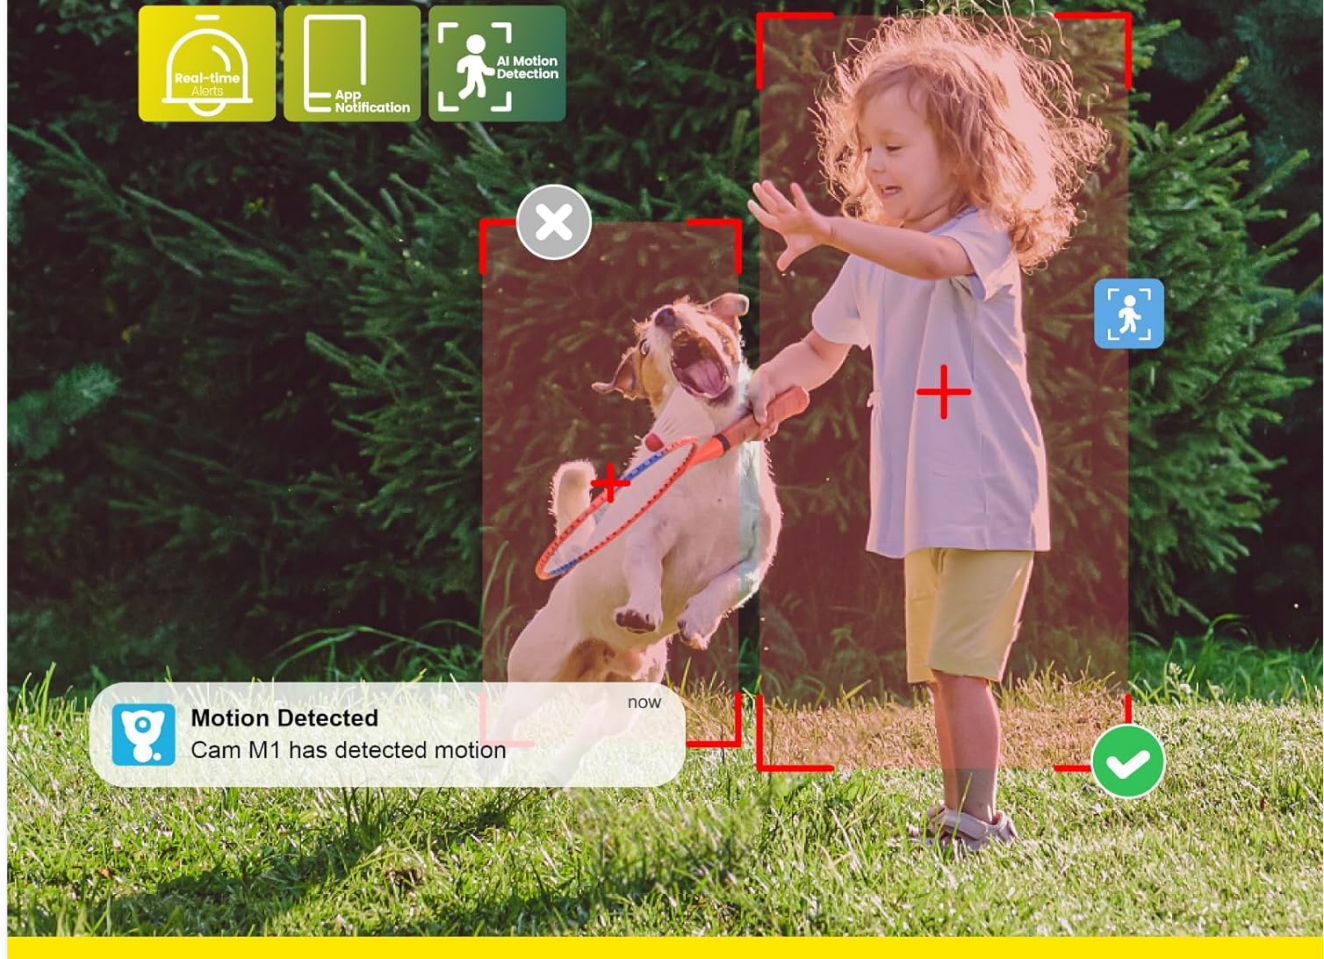 Real-time
Alerts
App
Notification
AI Motion
Detection
now
Motion Detected
Cam M1 has detected motion